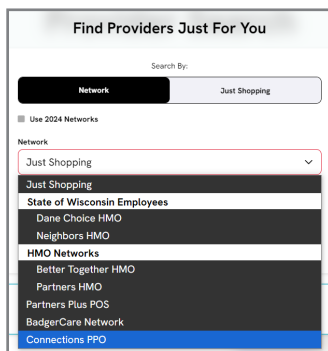 Find Providers Just For You
Search By:
Network
Just Shopping
Use 2024 Networks
Network
Just Shopping
Just Shopping
State of Wisconsin Employees
Dane Choice HMO
Neighbors HMO
HMO Networks
Better Together HMO
Partners HMO
Partners Plus POS
BadgerCare Network
Connections PPO